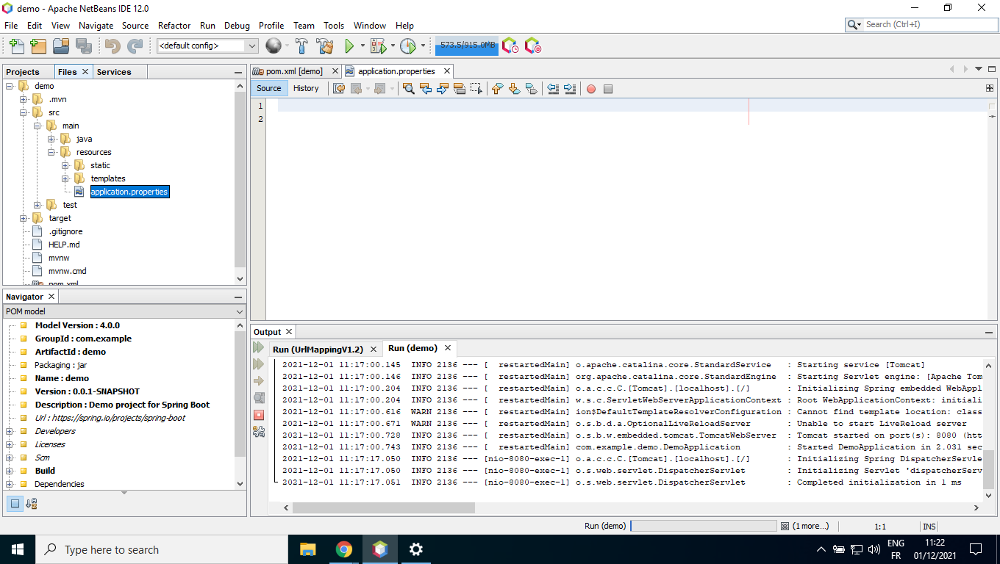 demo - Apache NetBeans IDE 12.0
File Edit View Navigate Source Refactor Run Debug Profile Team Tools Window Help
Search (Ctrl+I)
<default config>
573.5/915.0MB
Projects Files Services
demo
.mvn
src
main
java
resources
static
templates
application.properties
test
target
.gitignore
HELP.md
mvnw
mvnw.cmd
pom.xml
Navigator
POM model
Model Version : 4.0.0
GroupId : com.example
ArtifactId : demo
Packaging : jar
Name : demo
Version : 0.0.1-SNAPSHOT
Description : Demo project for Spring Boot
Url : https://spring.io/projects/spring-boot
Developers
Licenses
Scm
Build
Dependencies
pom.xml [demo] application.properties
Source History
1
2
Output
Run (UrlMappingV1.2) Run (demo)
2021-12-01 11:17:00.145 INFO 2136 --- [ restartedMain] o.apache.catalina.core.StandardService : Starting service [Tomcat]
2021-12-01 11:17:00.146 INFO 2136 --- [ restartedMain] org.apache.catalina.core.StandardEngine : Starting Servlet engine: [Apache Tom
2021-12-01 11:17:00.204 INFO 2136 --- [ restartedMain] o.a.c.c.C.[Tomcat].[localhost].[/] : Initializing Spring embedded WebAppl
2021-12-01 11:17:00.204 INFO 2136 --- [ restartedMain] w.s.c.ServletWebServerApplicationContext : Root WebApplicationContext: initiali
2021-12-01 11:17:00.616 WARN 2136 --- [ restartedMain] ion$DefaultTemplateResolverConfiguration : Cannot find template location: class
2021-12-01 11:17:00.671 WARN 2136 --- [ restartedMain] o.s.b.d.a.OptionalLiveReloadServer : Unable to start LiveReload server
2021-12-01 11:17:00.728 INFO 2136 --- [ restartedMain] o.s.b.w.embedded.tomcat.TomcatWebServer : Tomcat started on port(s): 8080 (htt
2021-12-01 11:17:00.743 INFO 2136 --- [ restartedMain] com.example.demo.DemoApplication : Started DemoApplication in 2.031 sec
2021-12-01 11:17:17.050 INFO 2136 --- [nio-8080-exec-1] o.a.c.c.C.[Tomcat].[localhost].[/] : Initializing Spring DispatcherServle
2021-12-01 11:17:17.050 INFO 2136 --- [nio-8080-exec-1] o.s.web.servlet.DispatcherServlet : Initializing Servlet 'dispatcherServ
2021-12-01 11:17:17.051 INFO 2136 --- [nio-8080-exec-1] o.s.web.servlet.DispatcherServlet : Completed initialization in 1 ms
Run (demo) (1 more...) 1:1 INS
Type here to search
ENG
FR
11:22
01/12/2021